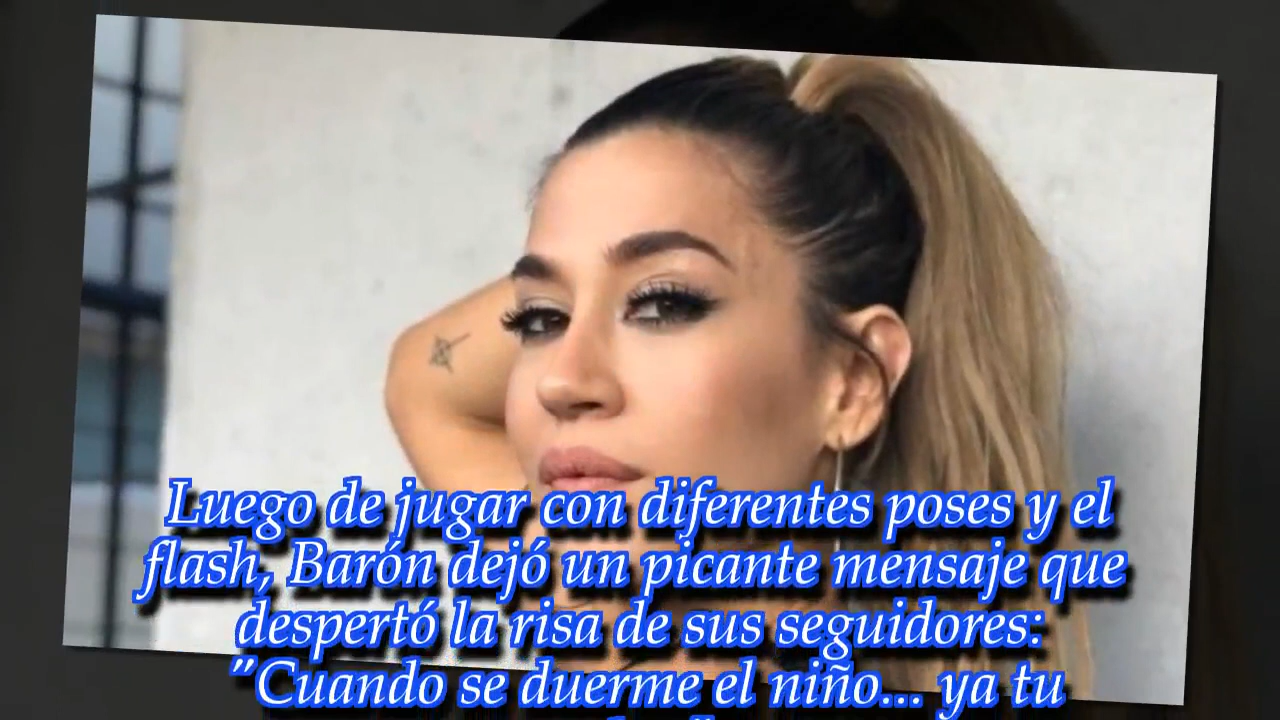 Luego de jugar con diferentes poses y el
flash, Barón dejó un picante mensaje que
despertó la risa de sus seguidores:
"Cuando se duerme el niño... ya tu